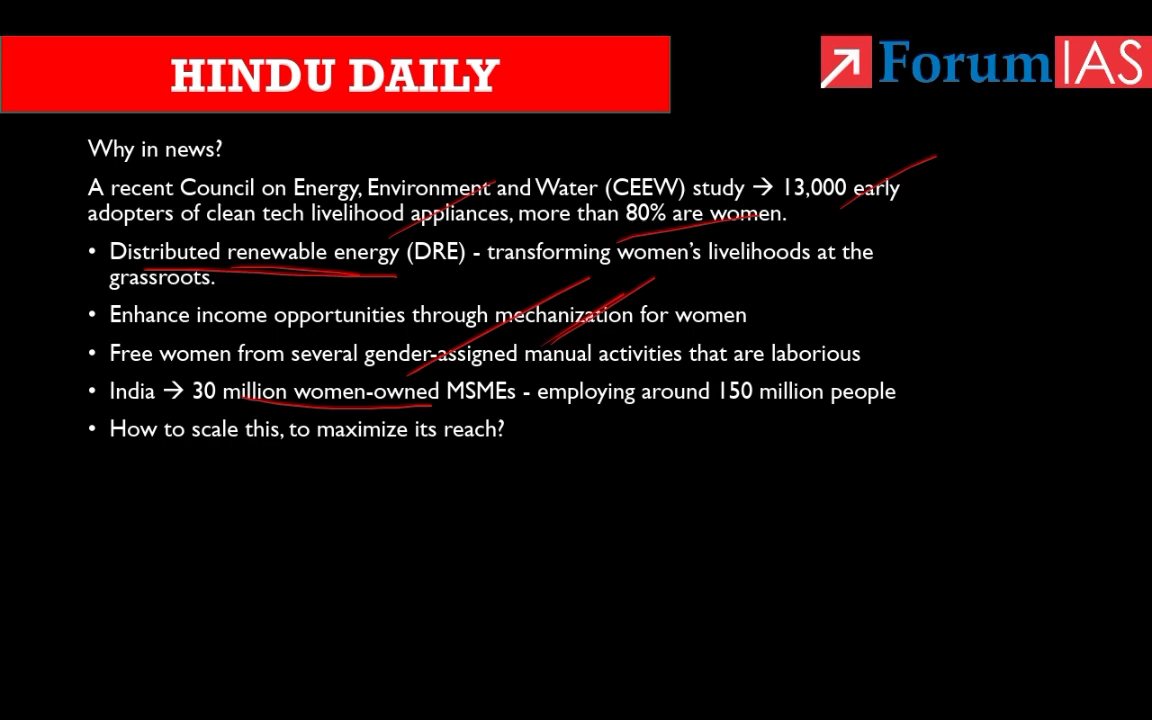 HINDU DAILY
ForumIAS
Why in news?
A recent Council on Energy, Environment and Water (CEEW) study → 13,000 early
adopters of clean tech livelihood appliances, more than 80% are women.
• Distributed renewable energy (DRE) - transforming women's livelihoods at the
grassroots.
• Enhance income opportunities through mechanization for women
• Free women from several gender-assigned manual activities that are laborious
• India → 30 million women-owned MSMEs - employing around 150 million people
• How to scale this, to maximize its reach?